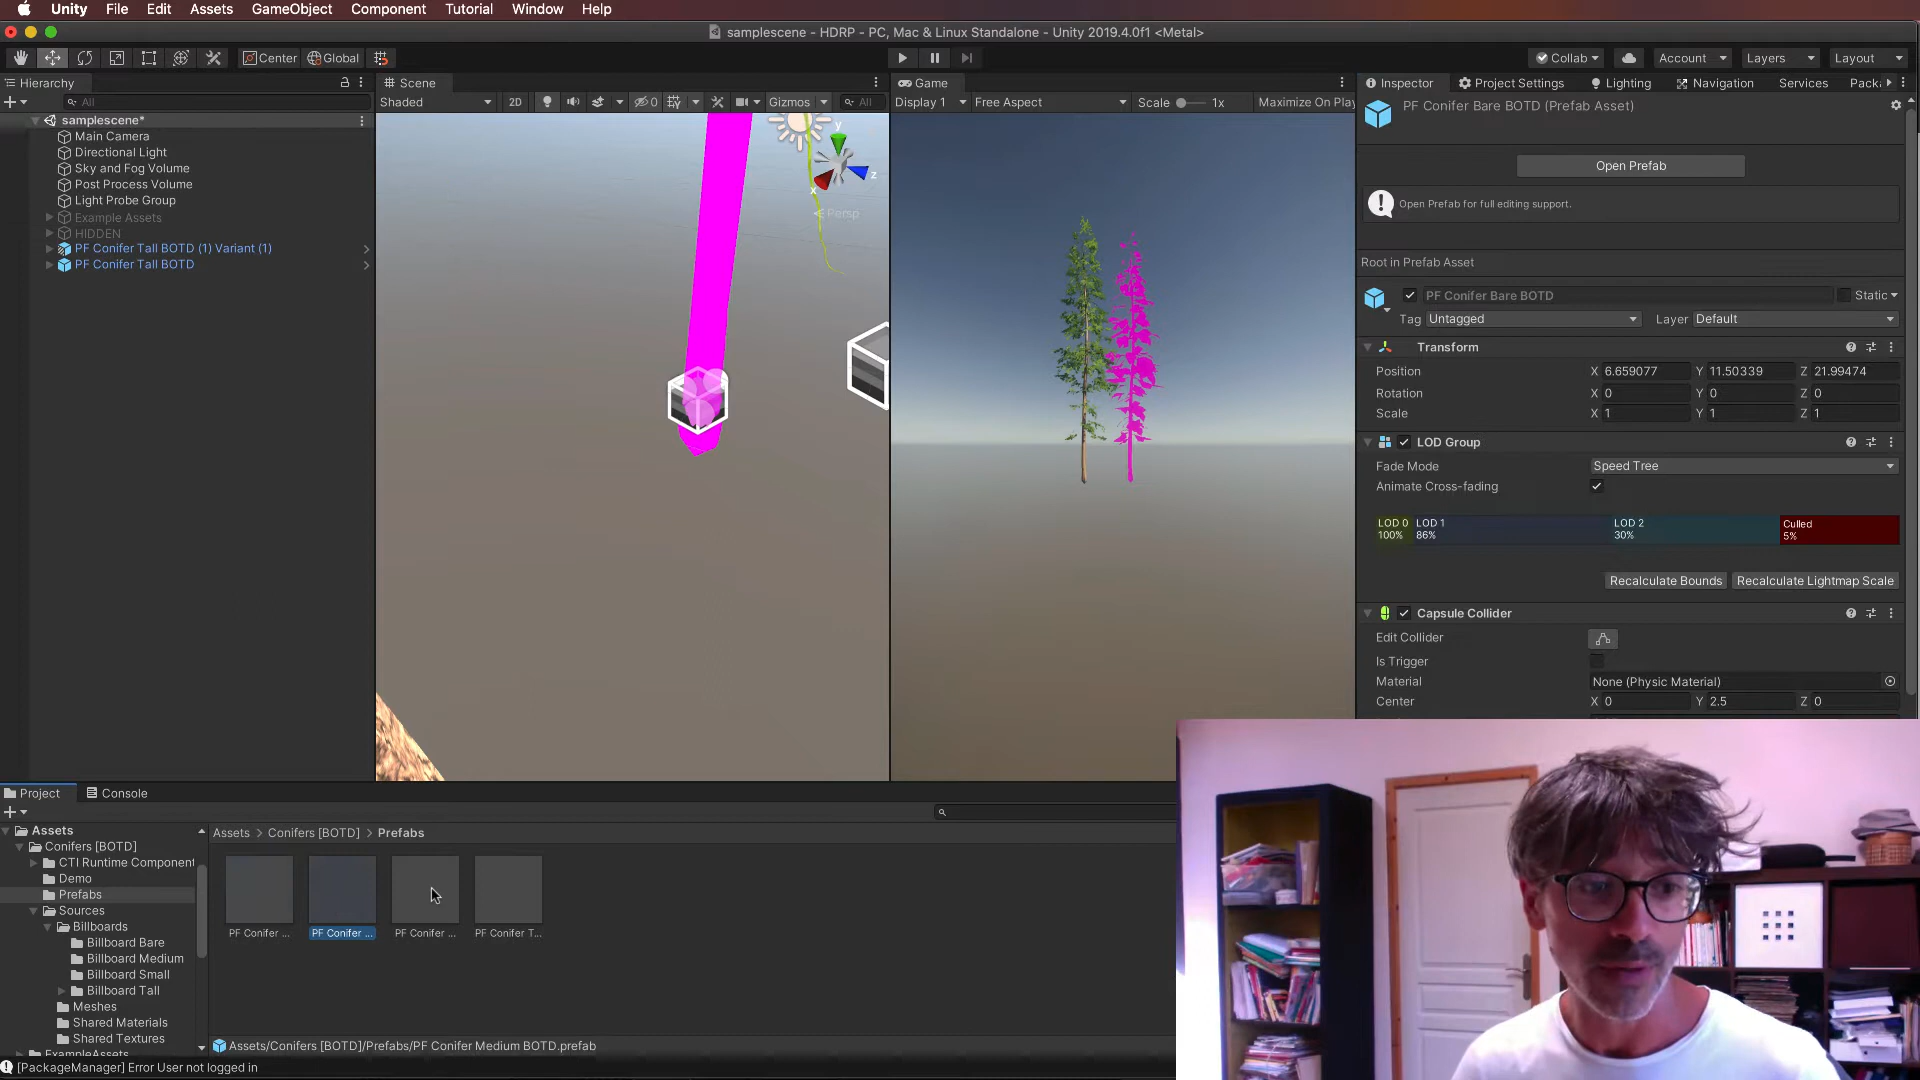 Unity File Edit Assets GameObject Component Tutorial Window Help
samplescene - HDRP - PC, Mac & Linux Standalone - Unity 2019.4.0f1 <Metal>
Center Global Collab Account Layers Layout
Hierarchy
All
samplescene*
Main Camera
Directional Light
Sky and Fog Volume
Post Process Volume
Light Probe Group
Example Assets
HIDDEN
PF Conifer Tall BOTD (1) Variant (1)
PF Conifer Tall BOTD
Scene
Shaded 2D 0 Gizmos All
y
z
x
< Persp
Game
Display 1 Free Aspect Scale 1x Maximize On Play
Inspector Project Settings Lighting Navigation Services Pack
PF Conifer Bare BOTD (Prefab Asset)
Open Prefab
Open Prefab for full editing support.
Root in Prefab Asset
PF Conifer Bare BOTD Static
Tag Untagged Layer Default
Transform
Position X 6.659077 Y 11.50339 Z 21.99474
Rotation X 0 Y 0 Z 0
Scale X 1 Y 1 Z 1
LOD Group
Fade Mode Speed Tree
Animate Cross-fading
LOD 0 LOD 1 LOD 2 Culled
100% 86% 30% 5%
Recalculate Bounds Recalculate Lightmap Scale
Capsule Collider
Edit Collider
Is Trigger
Material None (Physic Material)
Center X 0 Y 2.5 Z 0
Project Console
Assets
Conifers [BOTD]
CTI Runtime Component
Demo
Prefabs
Sources
Billboards
Billboard Bare
Billboard Medium
Billboard Small
Billboard Tall
Meshes
Shared Materials
Shared Textures
ExampleAssets
Assets > Conifers [BOTD] > Prefabs
PF Conifer ... PF Conifer ... PF Conifer ... PF Conifer T...
Assets/Conifers [BOTD]/Prefabs/PF Conifer Medium BOTD.prefab
[PackageManager] Error User not logged in